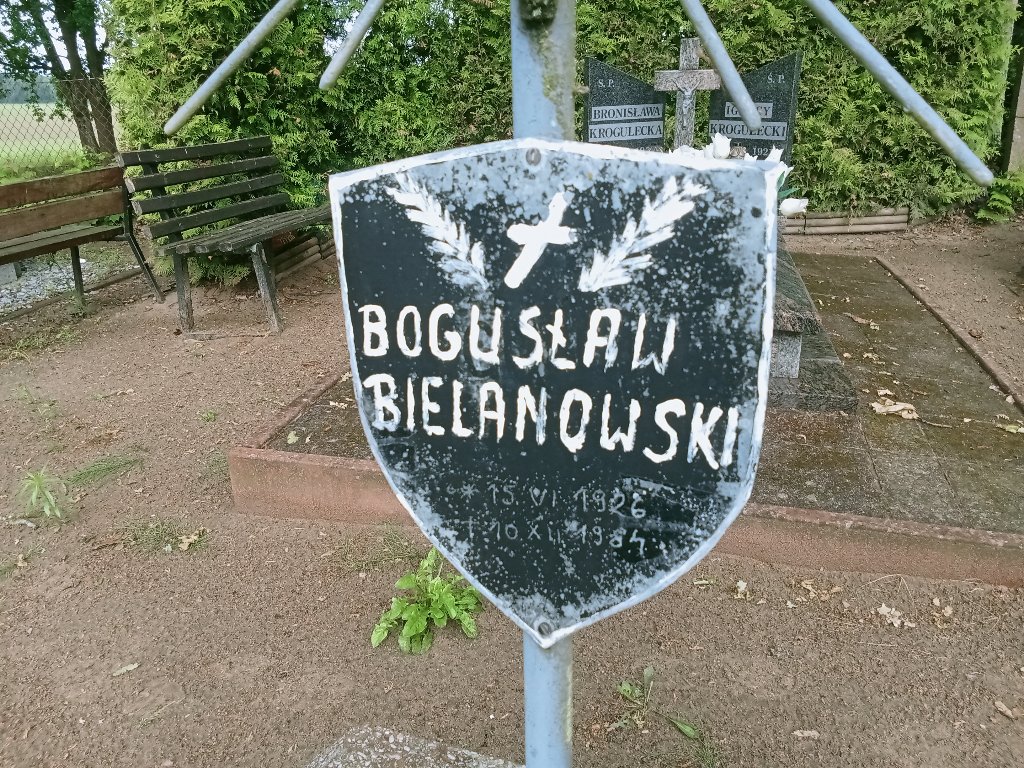 BOGUSŁAW
BIELANOWSKI
* 15 VI 1926
† 10 XII 1984
Ś. P.
BRONISŁAWA
KROGULECKA
Ś. P.
KROGULECKI